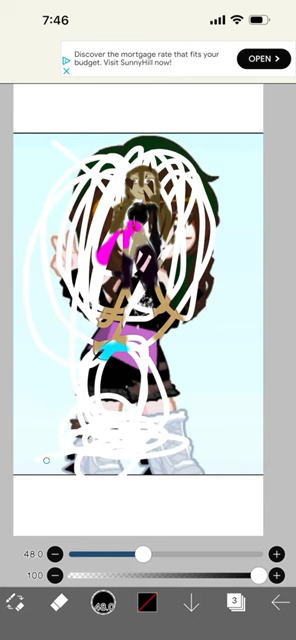 7:46
Discover the mortgage rate that fits your
budget. Visit SunnyHill now!
OPEN >
48.0
100
48.0
3